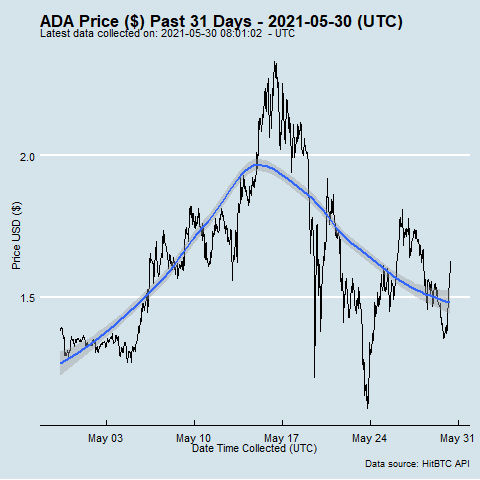 ADA Price ($) Past 31 Days - 2021-05-30 (UTC)
Latest data collected on: 2021-05-30 08:01:02 - UTC
Price USD ($)
2.0
1.5
May 03
May 10
May 17
May 24
May 31
Date Time Collected (UTC)
Data source: HitBTC API